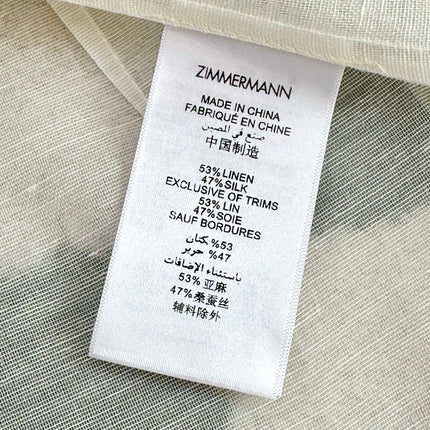 ZIMMERMANN
MADE IN CHINA
FABRIQUÉ EN CHINE
صنع في الصين
中国制造
53% LINEN
47% SILK
EXCLUSIVE OF TRIMS
53% LIN
47% SOIE
SAUF BORDURES
53% كتان
47% حرير
باستثناء الإضافات
53% 亚麻
47% 桑蚕丝
辅料除外